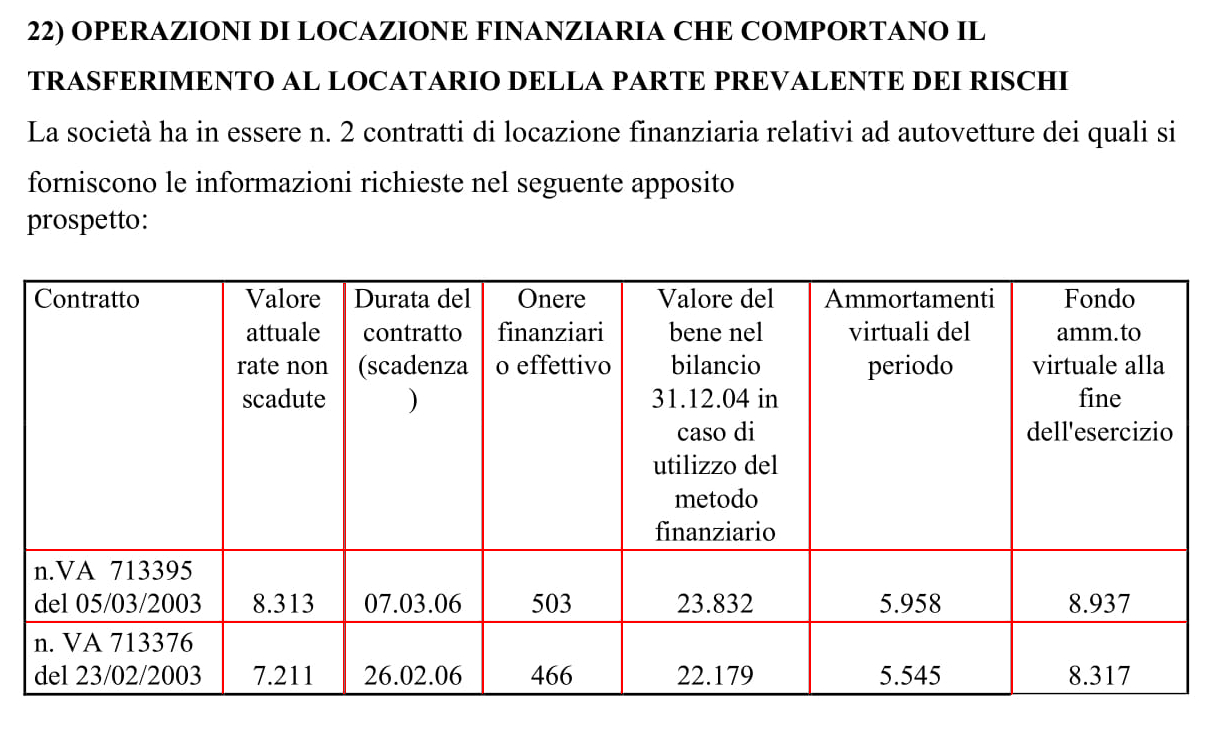 22) OPERAZIONI DI LOCAZIONE FINANZIARIA CHE COMPORTANO IL
TRASFERIMENTO AL LOCATARIO DELLA PARTE PREVALENTE DEI RISCHI
La società ha in essere n. 2 contratti di locazione finanziaria relativi ad autovetture dei quali si
forniscono le informazioni richieste nel seguente apposito
prospetto:
Contratto
Valore
attuale
rate non
scadute
Durata del
contratto
(scadenza
)
Onere
finanziari
o effettivo
Valore del
bene nel
bilancio
31.12.04 in
caso di
utilizzo del
metodo
finanziario
Ammortamenti
virtuali del
periodo
Fondo
amm.to
virtuale alla
fine
dell'esercizio
n.VA  713395
del 05/03/2003 8.313 07.03.06 503 23.832 5.958 8.937
n. VA 713376
del 23/02/2003 7.211 26.02.06 466 22.179 5.545 8.317